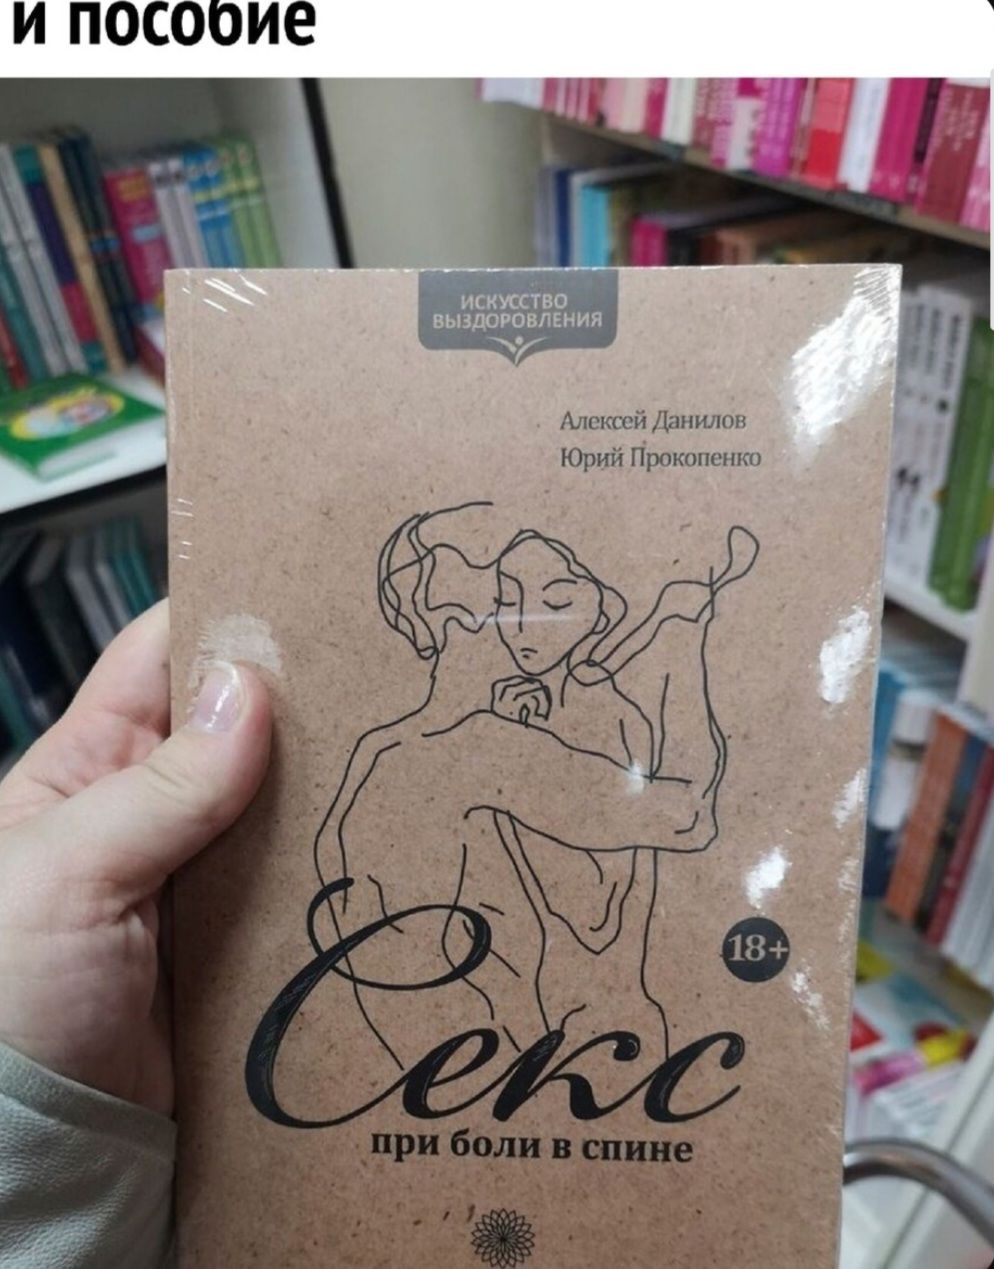 и пособие
ИСКУССТВО
ВЫЗДОРОВЛЕНИЯ
Алексей Данилов
Юрий Прокопенко
18+
Секс
при боли в спине